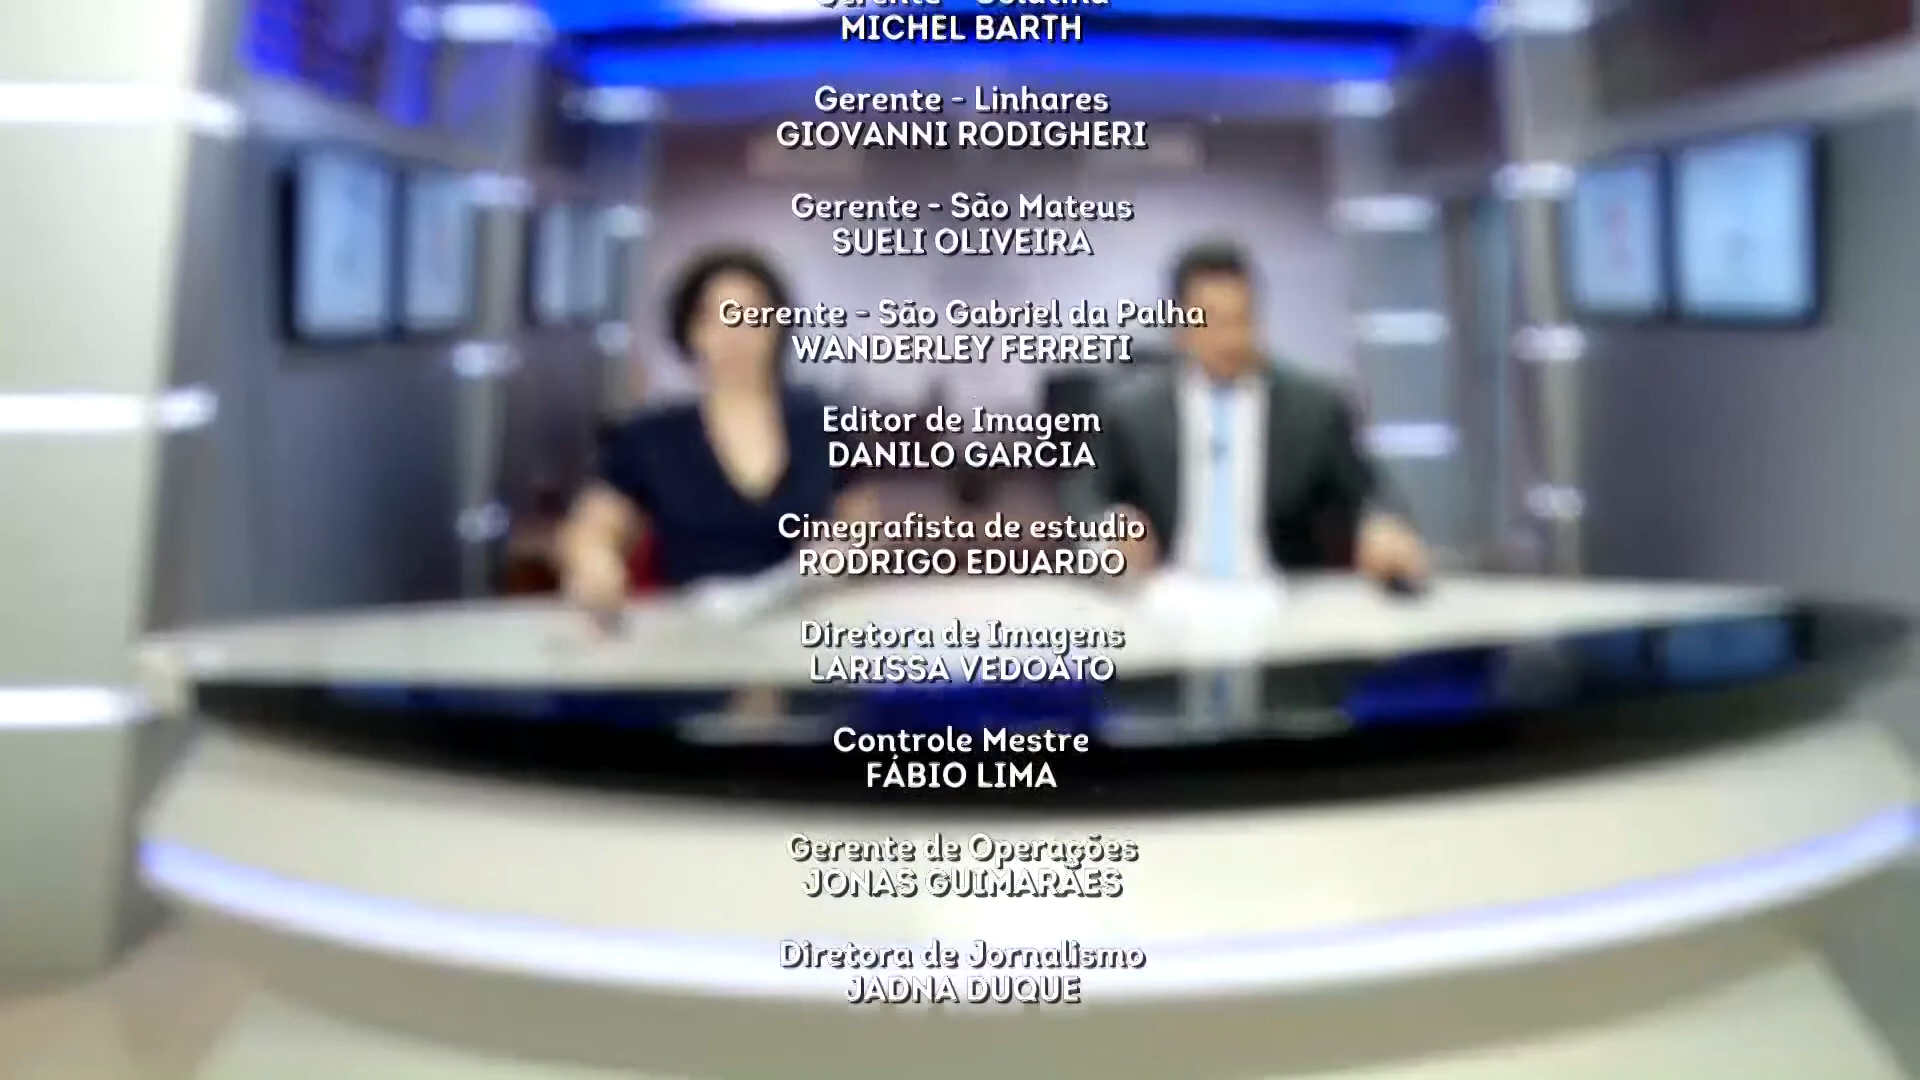 Gerente - Colatina
MICHEL BARTH
Gerente - Linhares
GIOVANNI RODIGHERI
Gerente - São Mateus
SUELI OLIVEIRA
Gerente - São Gabriel da Palha
WANDERLEY FERRETI
Editor de Imagem
DANILO GARCIA
Cinegrafista de estudio
RODRIGO EDUARDO
Diretora de Imagens
LARISSA VEDOATO
Controle Mestre
FÁBIO LIMA
Gerente de Operações
JONAS GUIMARÃES
Diretora de Jornalismo
JADNA DUQUE